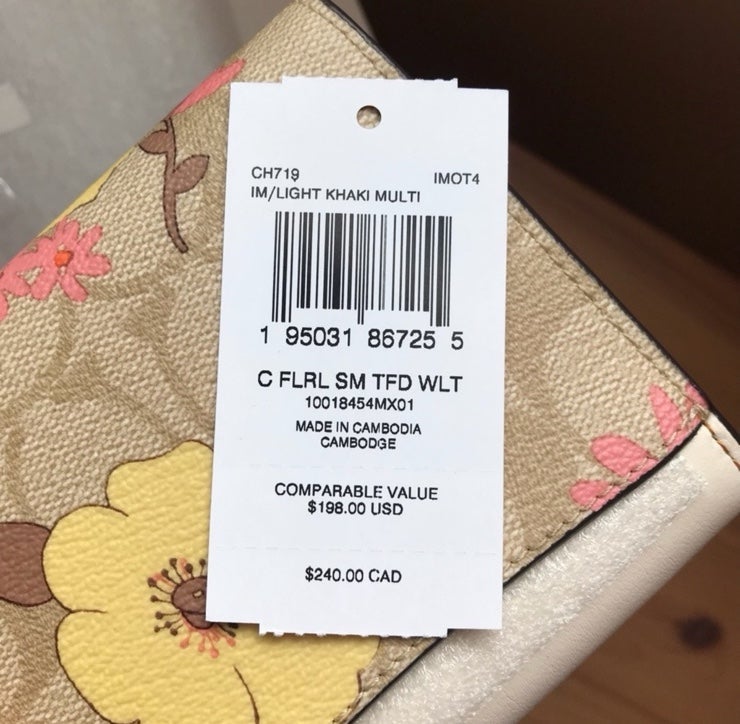 CH719 IMOT4
IM/LIGHT KHAKI MULTI
1 95031 86725 5
C FLRL SM TFD WLT
10018454MX01
MADE IN CAMBODIA
CAMBODGE
COMPARABLE VALUE
$198.00 USD
$240.00 CAD